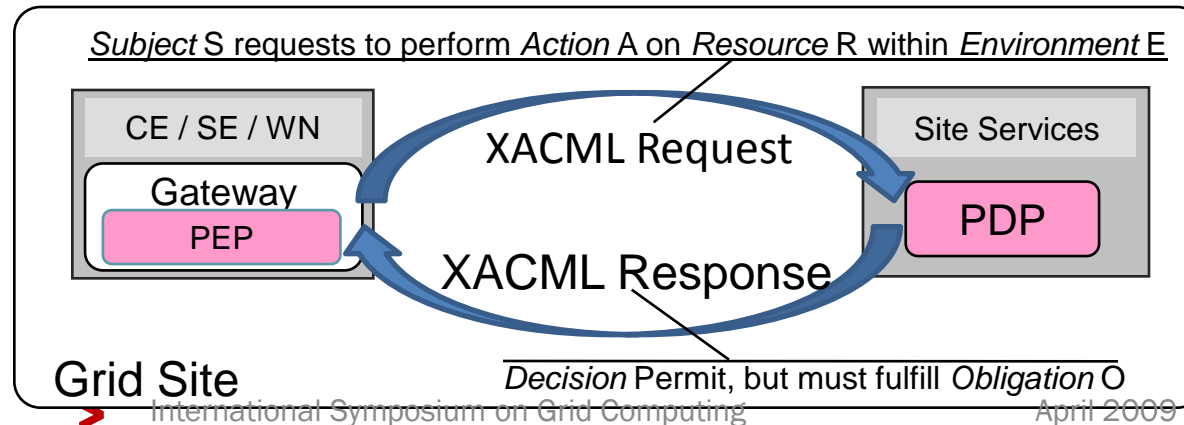 Subject S requests to perform Action A on Resource R within Environment E
CE / SE / WN
Gateway
PEP
XACML Request
Site Services
PDP
XACML Response
Grid Site
Decision Permit, but must fulfill Obligation O
International Symposium on Grid Computing
April 2009